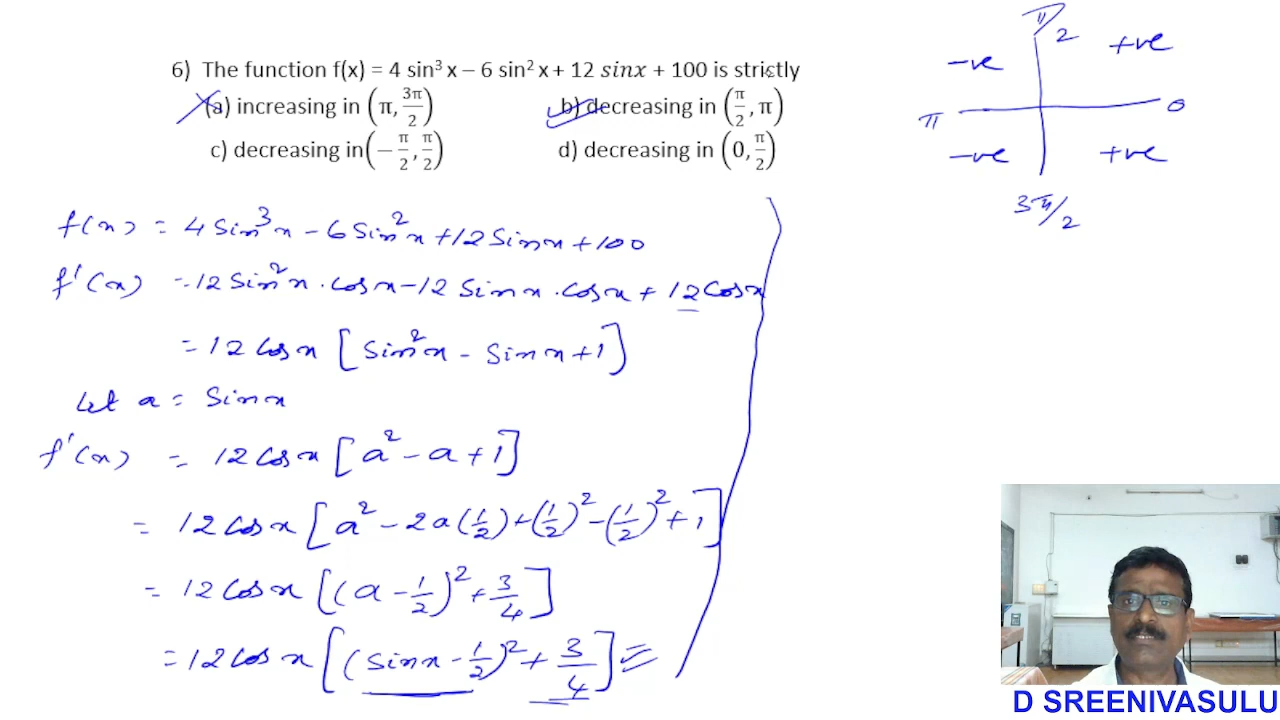 6) The function f(x) = 4 sin³ x – 6 sin² x + 12 sinx + 100 is strictly
(a) increasing in (π, 3π/2) b) decreasing in (π/2, π)
c) decreasing in (−π/2, π/2) d) decreasing in (0, π/2)
π/2
-ve +ve
π 0
-ve +ve
3π/2
f(x) = 4 Sin³x - 6 Sin²x + 12 Sinx + 100
f'(x) = 12 Sin²x . Cosx - 12 Sinx . Cosx + 12 Cosx
= 12 Cosx [Sin²x - Sinx + 1]
Let a = Sinx
f'(x) = 12 Cosx [a² - a + 1]
= 12 Cosx [a² - 2a(1/2) + (1/2)² - (1/2)² + 1]
= 12 Cosx [(a - 1/2)² + 3/4]
= 12 Cosx [(Sinx - 1/2)² + 3/4]
D SREENIVASULU